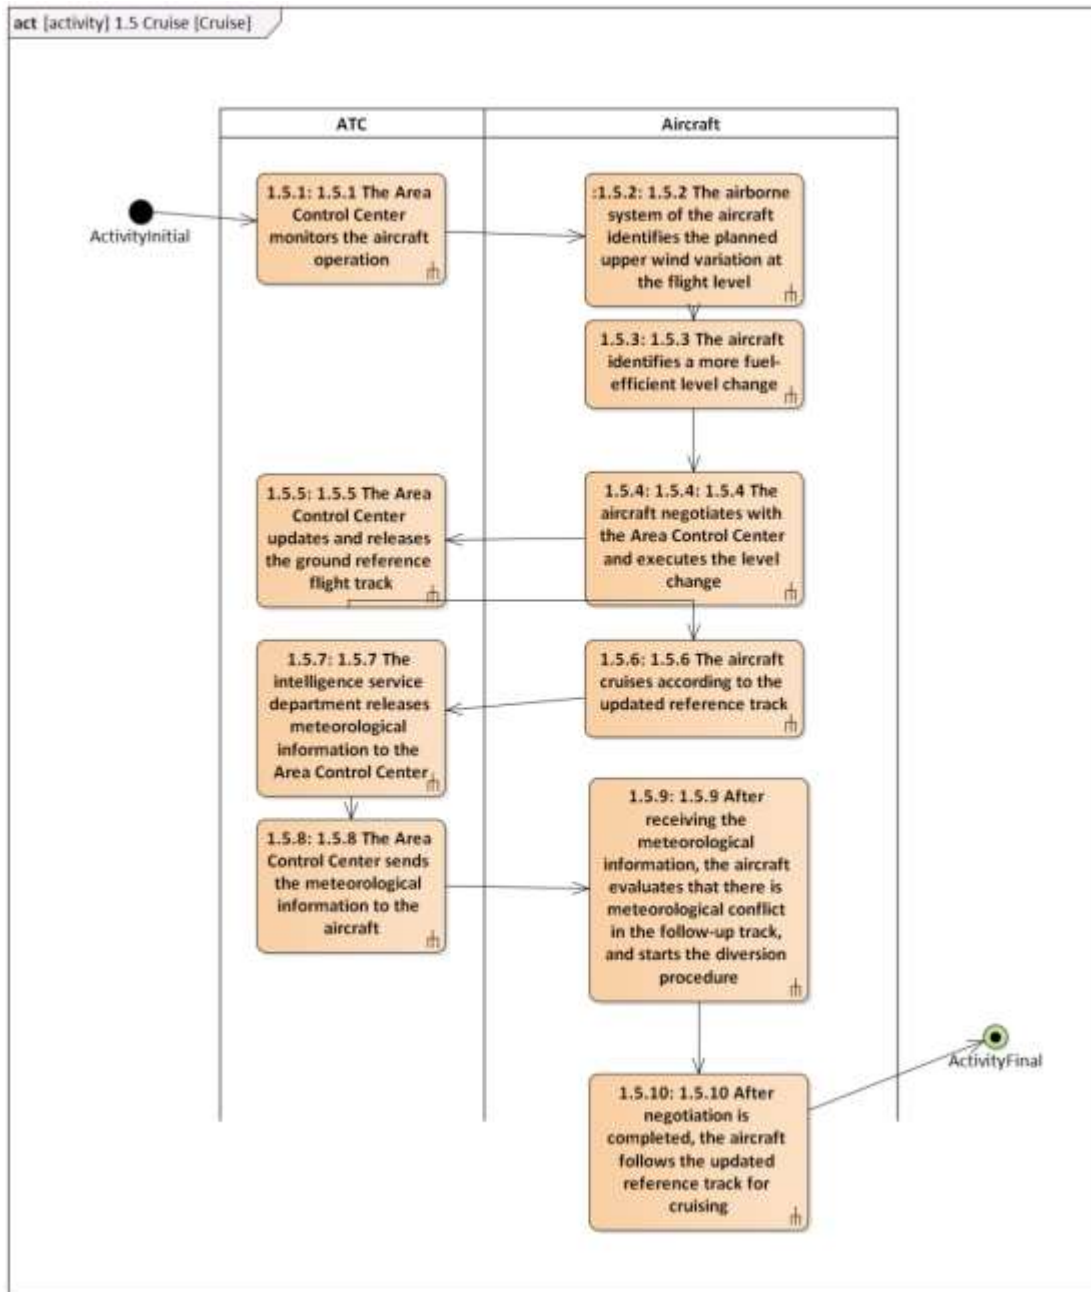 act [activity] 1.5 Cruise [Cruise]
ATC
Aircraft
ActivityInitial
1.5.1: 1.5.1 The Area
Control Center
monitors the aircraft
operation
:1.5.2: 1.5.2 The airborne
system of the aircraft
identifies the planned
upper wind variation at
the flight level
1.5.3: 1.5.3 The aircraft
identifies a more fuel-
efficient level change
1.5.4: 1.5.4: 1.5.4 The
aircraft negotiates with
the Area Control Center
and executes the level
change
1.5.5: 1.5.5 The Area
Control Center
updates and releases
the ground reference
flight track
1.5.6: 1.5.6 The aircraft
cruises according to the
updated reference track
1.5.7: 1.5.7 The
intelligence service
department releases
meteorological
information to the
Area Control Center
1.5.8: 1.5.8 The Area
Control Center sends
the meteorological
information to the
aircraft
1.5.9: 1.5.9 After
receiving the
meteorological
information, the aircraft
evaluates that there is
meteorological conflict
in the follow-up track,
and starts the diversion
procedure
1.5.10: 1.5.10 After
negotiation is
completed, the aircraft
follows the updated
reference track for
cruising
ActivityFinal